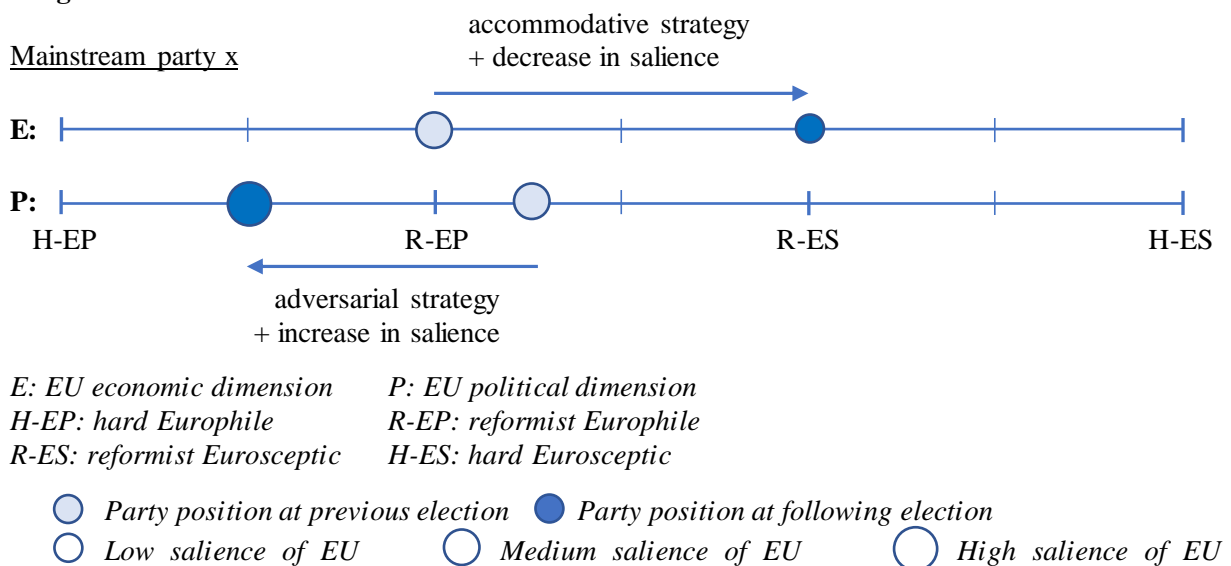 accommodative strategy
Mainstream party x
+ decrease in salience
E:
P:
H-EP R-EP R-ES H-ES
adversarial strategy
+ increase in salience
E: EU economic dimension P: EU political dimension
H-EP: hard Europhile R-EP: reformist Europhile
R-ES: reformist Eurosceptic H-ES: hard Eurosceptic
Party position at previous election Party position at following election
Low salience of EU Medium salience of EU High salience of EU